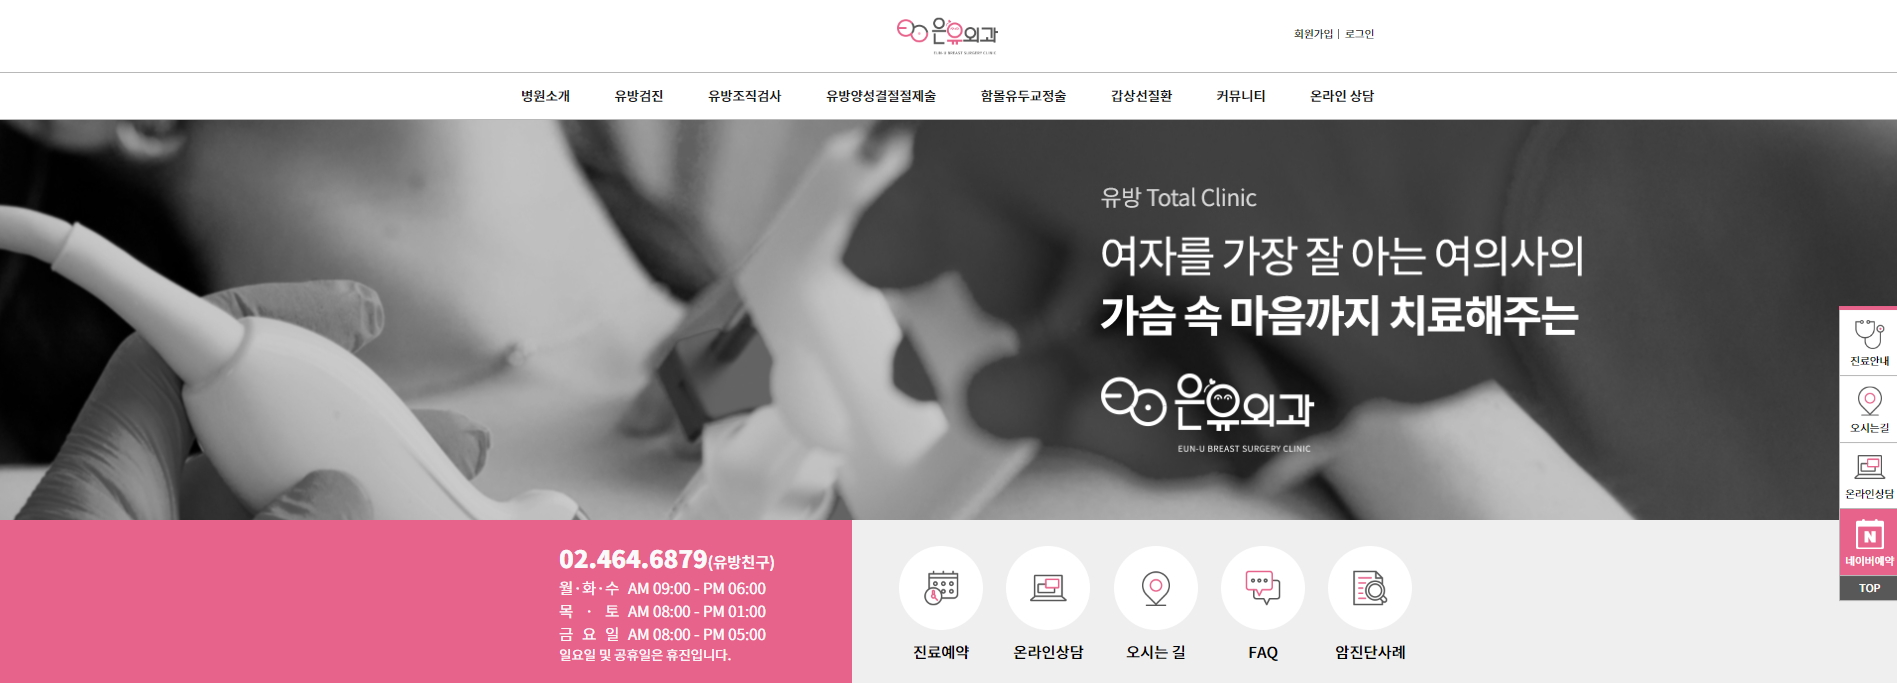 은유외과
EUN-U BREAST SURGERY CLINIC
회원가입 | 로그인
병원소개 유방검진 유방조직검사 유방양성결절절제술 함몰유두교정술 갑상선질환 커뮤니티 온라인 상담
유방 Total Clinic
여자를 가장 잘 아는 여의사의
가슴 속 마음까지 치료해주는
은유외과
EUN-U BREAST SURGERY CLINIC
진료안내
오시는길
온라인상담
N
네이버예약
TOP
02.464.6879(유방친구)
월·화·수 AM 09:00 - PM 06:00
목 · 토 AM 08:00 - PM 01:00
금 요 일 AM 08:00 - PM 05:00
일요일 및 공휴일은 휴진입니다.
진료예약 온라인상담 오시는 길 FAQ 암진단사례